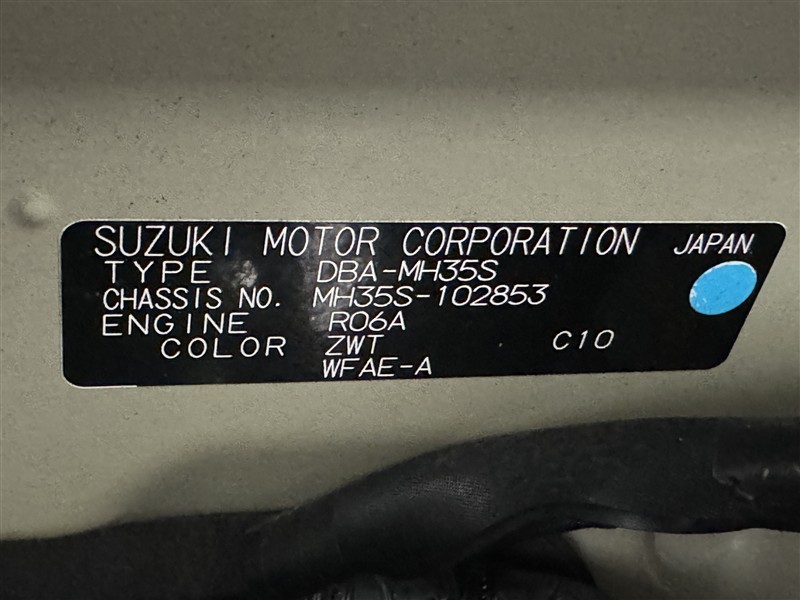 SUZUKI MOTOR CORPORATION JAPAN
TYPE DBA-MH35S
CHASSIS NO. MH35S-102853
ENGINE R06A
COLOR ZWT C10
WFAE-A